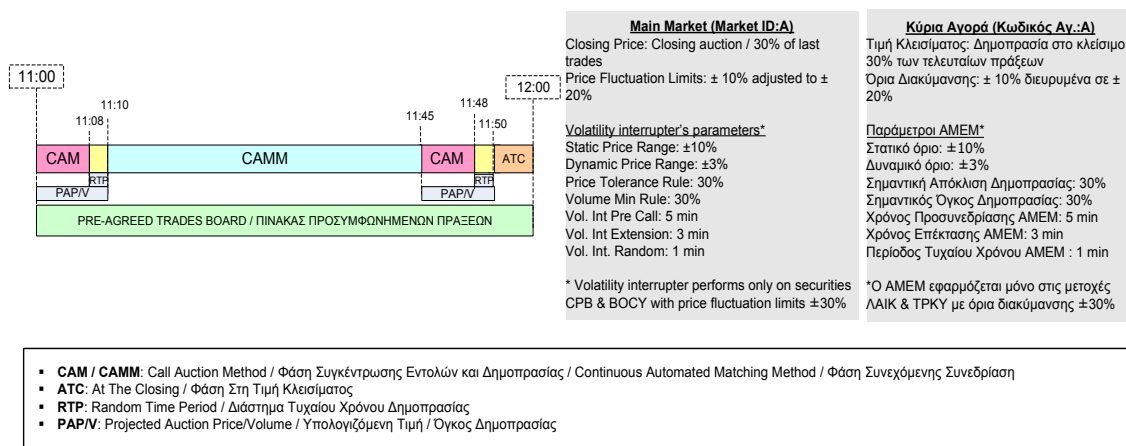 11:00
11:10
11:08
11:45
11:48
11:50
12:00
CAM
CAMM
CAM
ATC
RTP
RTP
PAP/V
PAP/V
PRE-AGREED TRADES BOARD / ΠΙΝΑΚΑΣ ΠΡΟΣΥΜΦΩΝΗΜΕΝΩΝ ΠΡΑΞΕΩΝ
Main Market (Market ID:A)
Closing Price: Closing auction / 30% of last
trades
Price Fluctuation Limits: ± 10% adjusted to ±
20%
Volatility interrupter's parameters*
Static Price Range: ±10%
Dynamic Price Range: ±3%
Price Tolerance Rule: 30%
Volume Min Rule: 30%
Vol. Int Pre Call: 5 min
Vol. Int Extension: 3 min
Vol. Int. Random: 1 min
* Volatility interrupter performs only on securities
CPB & BOCY with price fluctuation limits ±30%
Κύρια Αγορά (Κωδικός Αγ.:Α)
Τιμή Κλεισίματος: Δημοπρασία στο κλείσιμο
30% των τελευταίων πράξεων
Όρια Διακύμανσης: ± 10% διευρυμένα σε ±
20%
Παράμετροι ΑΜΕΜ*
Στατικό όριο: ±10%
Δυναμικό όριο: ±3%
Σημαντική Απόκλιση Δημοπρασίας: 30%
Σημαντικός Όγκος Δημοπρασίας: 30%
Χρόνος Προσυνεδρίασης ΑΜΕΜ: 5 min
Χρόνος Επέκτασης ΑΜΕΜ: 3 min
Περίοδος Τυχαίου Χρόνου ΑΜΕΜ : 1 min
*Ο ΑΜΕΜ εφαρμόζεται μόνο στις μετοχές
ΛΑΙΚ & ΤΡΚΥ με όρια διακύμανσης ±30%
▪ CAM / CAMM: Call Auction Method / Φάση Συγκέντρωσης Εντολών και Δημοπρασίας / Continuous Automated Matching Method / Φάση Συνεχόμενης Συνεδρίαση
▪ ATC: At The Closing / Φάση Στη Τιμή Κλεισίματος
▪ RTP: Random Time Period / Διάστημα Τυχαίου Χρόνου Δημοπρασίας
▪ PAP/V: Projected Auction Price/Volume / Υπολογιζόμενη Τιμή / Όγκος Δημοπρασίας